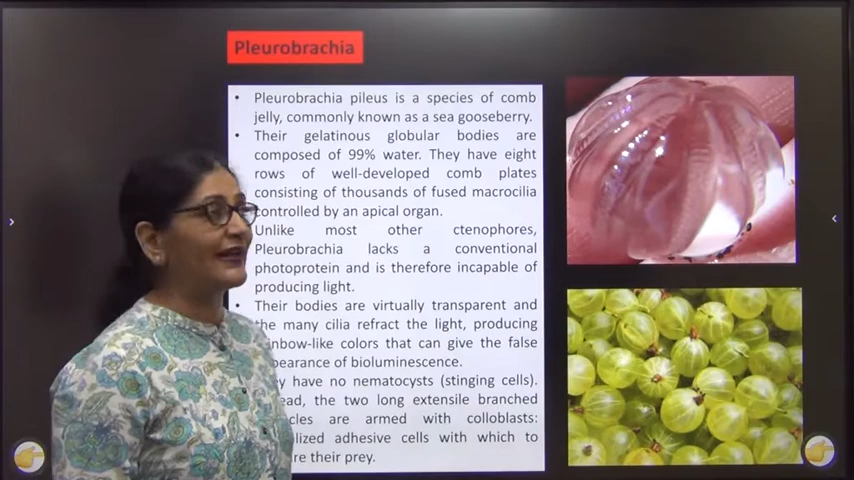 Pleurobrachia
• Pleurobrachia pileus is a species of comb
jelly, commonly known as a sea gooseberry.
• Their gelatinous globular bodies are
composed of 99% water. They have eight
rows of well-developed comb plates
consisting of thousands of fused macrocilia
controlled by an apical organ.
Unlike most other ctenophores,
Pleurobrachia lacks a conventional
photoprotein and is therefore incapable of
producing light.
• Their bodies are virtually transparent and
the many cilia refract the light, producing
rainbow-like colors that can give the false
appearance of bioluminescence.
They have no nematocysts (stinging cells).
the two long extensile branched
are armed with colloblasts:
adhesive cells with which to
their prey.